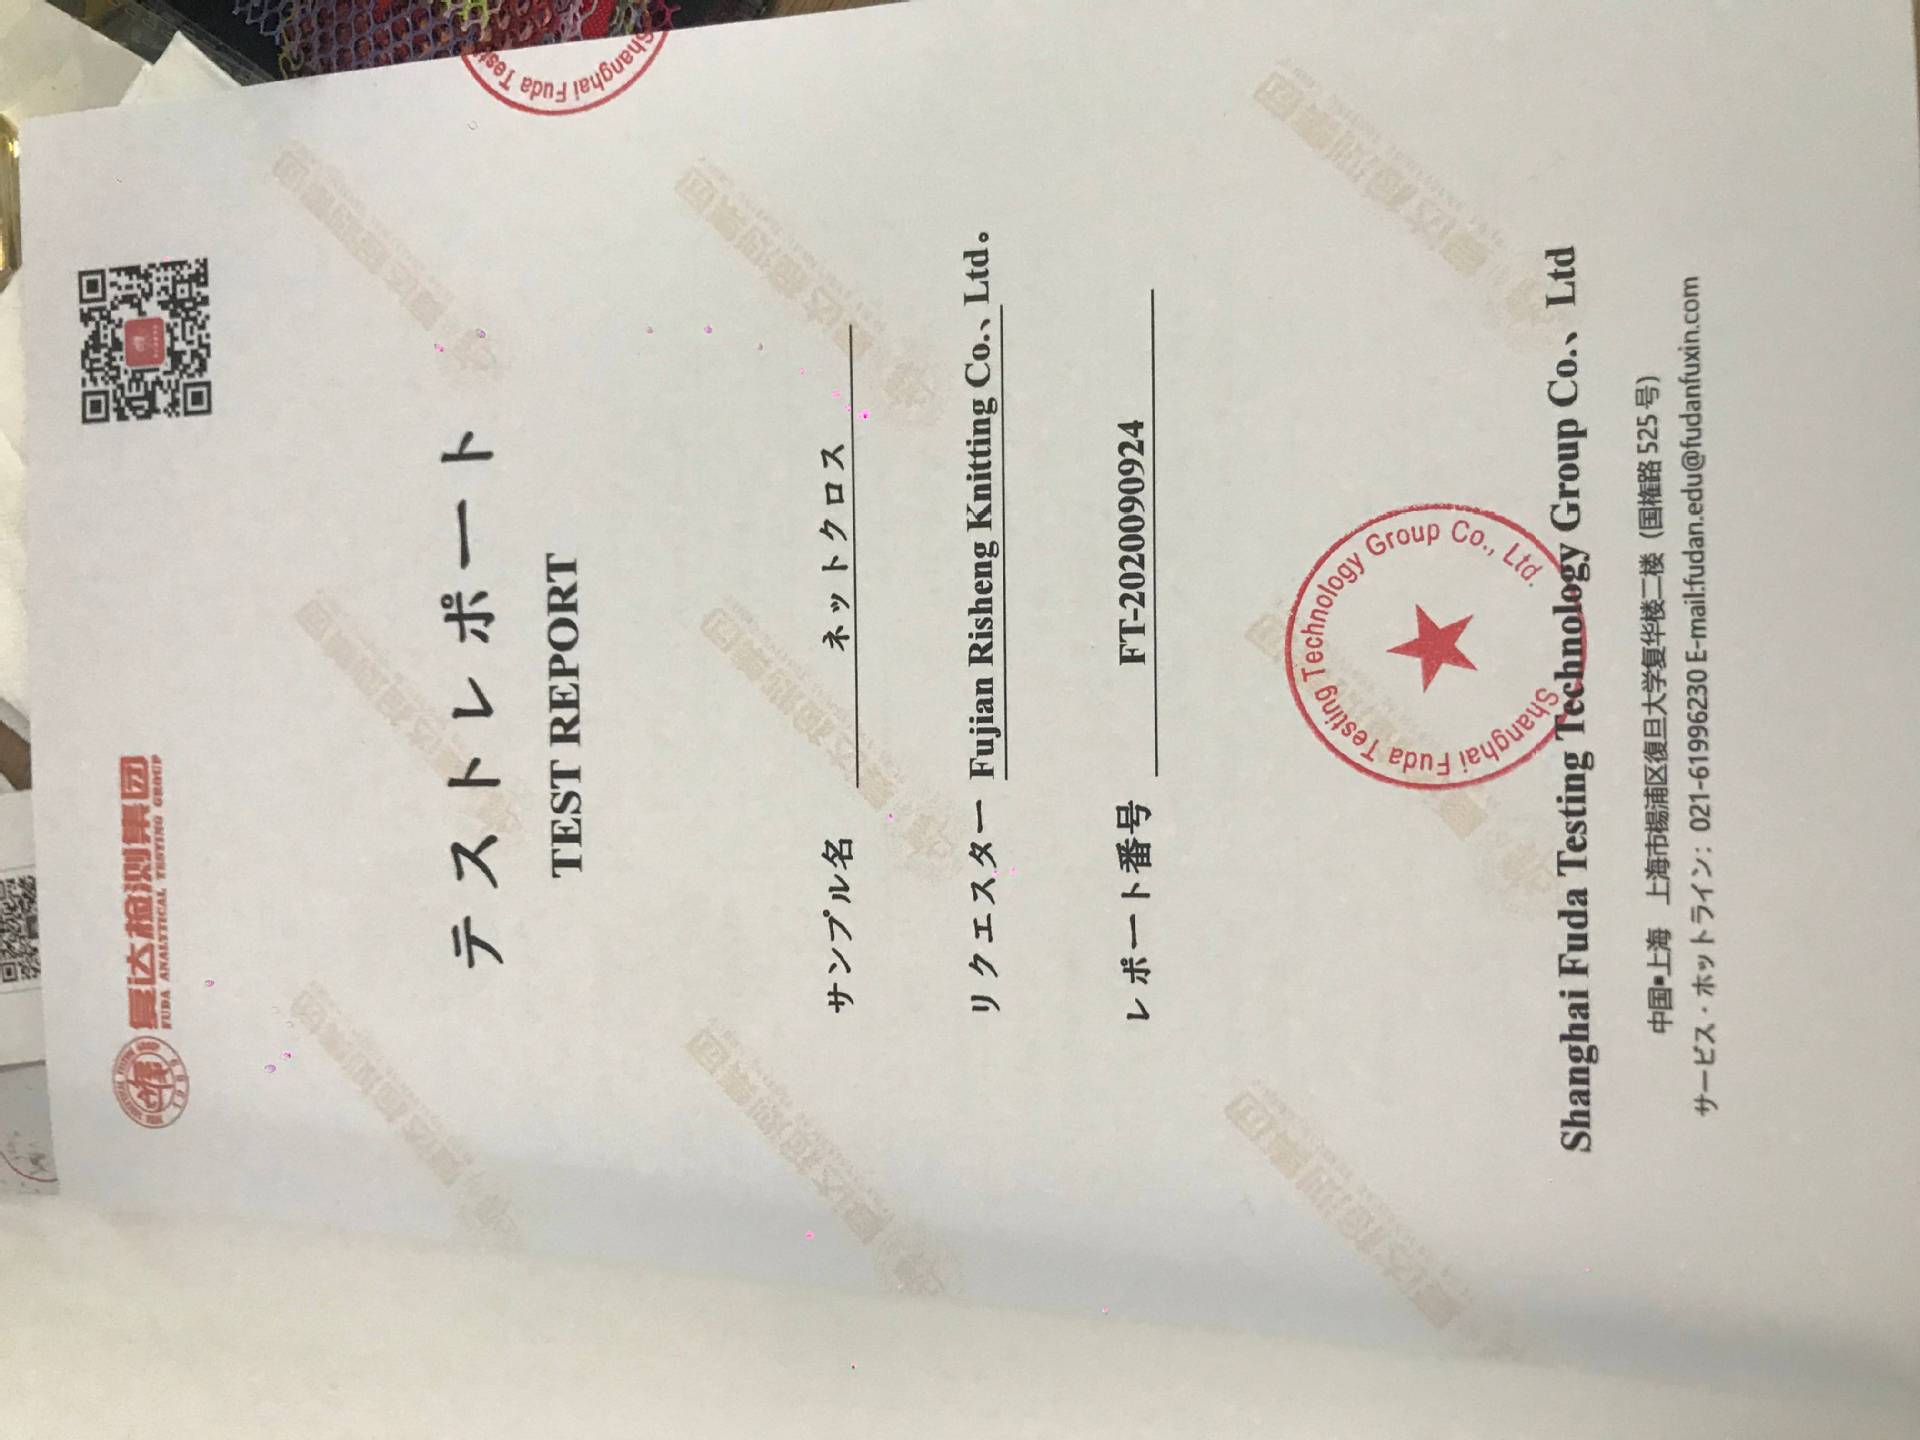 复达检测集团
FUDA ANALYTICAL TESTING GROUP
テストレポート
TEST REPORT
サンプル名 ネットクロス
リクエスター Fujian Risheng Knitting Co.、Ltd。
レポート番号 FT-2020090924
Shanghai Fuda Testing Technology Group Co., Ltd.
Shanghai Fuda Testing Technology Group Co.、Ltd
中国•上海 上海市楊浦区復旦大学复华楼二楼（国権路 525 号）
サービス・ホットライン：021-61996230 E-mail:fudan.edu@fudanfuxin.com
Shanghai Fuda Test